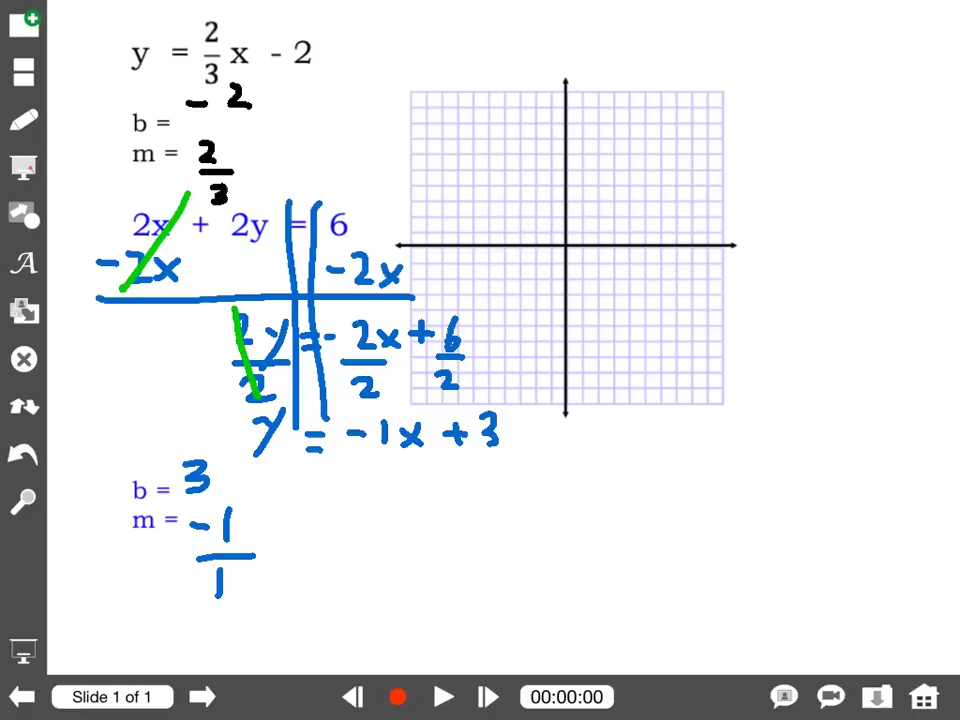 y = 2/3 x - 2
- 2
b =
m = 2/3
2x + 2y = 6
-2x -2x
2y/2 = - 2x/2 + 6/2
y = -1x + 3
b = 3
m = -1/1
A
Slide 1 of 1
00:00:00